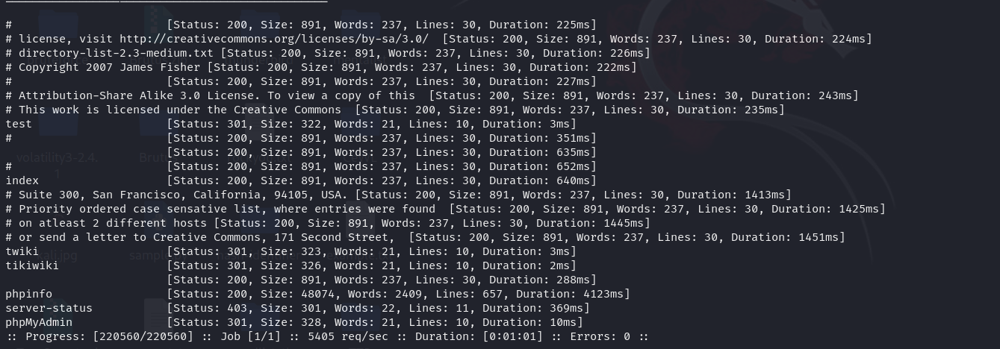 # [Status: 200, Size: 891, Words: 237, Lines: 30, Duration: 225ms]
# license, visit http://creativecommons.org/licenses/by-sa/3.0/ [Status: 200, Size: 891, Words: 237, Lines: 30, Duration: 224ms]
# directory-list-2.3-medium.txt [Status: 200, Size: 891, Words: 237, Lines: 30, Duration: 226ms]
# Copyright 2007 James Fisher [Status: 200, Size: 891, Words: 237, Lines: 30, Duration: 222ms]
# [Status: 200, Size: 891, Words: 237, Lines: 30, Duration: 227ms]
# Attribution-Share Alike 3.0 License. To view a copy of this [Status: 200, Size: 891, Words: 237, Lines: 30, Duration: 243ms]
# This work is licensed under the Creative Commons [Status: 200, Size: 891, Words: 237, Lines: 30, Duration: 235ms]
test [Status: 301, Size: 322, Words: 21, Lines: 10, Duration: 3ms]
# [Status: 200, Size: 891, Words: 237, Lines: 30, Duration: 351ms]
[Status: 200, Size: 891, Words: 237, Lines: 30, Duration: 635ms]
# [Status: 200, Size: 891, Words: 237, Lines: 30, Duration: 652ms]
index [Status: 200, Size: 891, Words: 237, Lines: 30, Duration: 640ms]
# Suite 300, San Francisco, California, 94105, USA. [Status: 200, Size: 891, Words: 237, Lines: 30, Duration: 1413ms]
# Priority ordered case sensative list, where entries were found [Status: 200, Size: 891, Words: 237, Lines: 30, Duration: 1425ms]
# on atleast 2 different hosts [Status: 200, Size: 891, Words: 237, Lines: 30, Duration: 1445ms]
# or send a letter to Creative Commons, 171 Second Street, [Status: 200, Size: 891, Words: 237, Lines: 30, Duration: 1451ms]
twiki [Status: 301, Size: 323, Words: 21, Lines: 10, Duration: 3ms]
tikiwiki [Status: 301, Size: 326, Words: 21, Lines: 10, Duration: 2ms]
[Status: 200, Size: 891, Words: 237, Lines: 30, Duration: 288ms]
phpinfo [Status: 200, Size: 48074, Words: 2409, Lines: 657, Duration: 4123ms]
server-status [Status: 403, Size: 301, Words: 22, Lines: 11, Duration: 369ms]
phpMyAdmin [Status: 301, Size: 328, Words: 21, Lines: 10, Duration: 10ms]
:: Progress: [220560/220560] :: Job [1/1] :: 5405 req/sec :: Duration: [0:01:01] :: Errors: 0 ::
volatility3-2.4.
1
kali.jpg